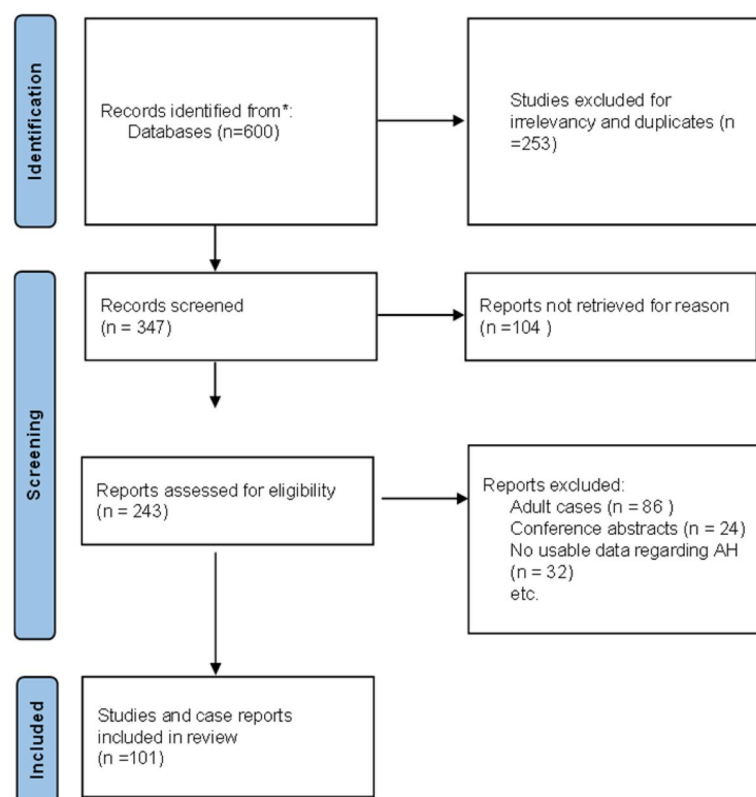 Identification
Records identified from*:
Databases (n=600)
Studies excluded for
irrelevancy and duplicates (n
=253)
Screening
Records screened
(n = 347)
Reports not retrieved for reason
(n =104 )
Reports assessed for eligibility
(n = 243)
Reports excluded:
Adult cases (n = 86 )
Conference abstracts (n = 24)
No usable data regarding AH
(n = 32)
etc.
Included
Studies and case reports
included in review
(n =101)